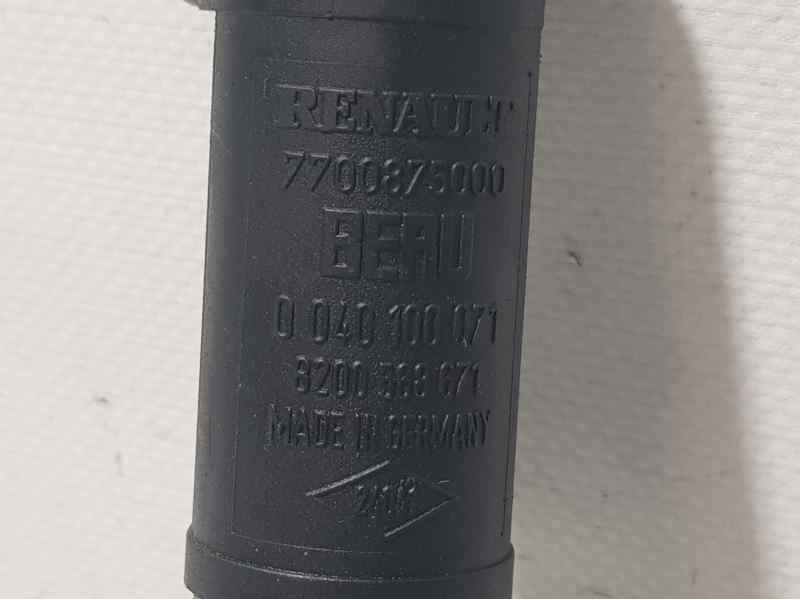 RENAULT
7700875000
BERU
0 040 100 071
8200 568 671
MADE IN GERMANY